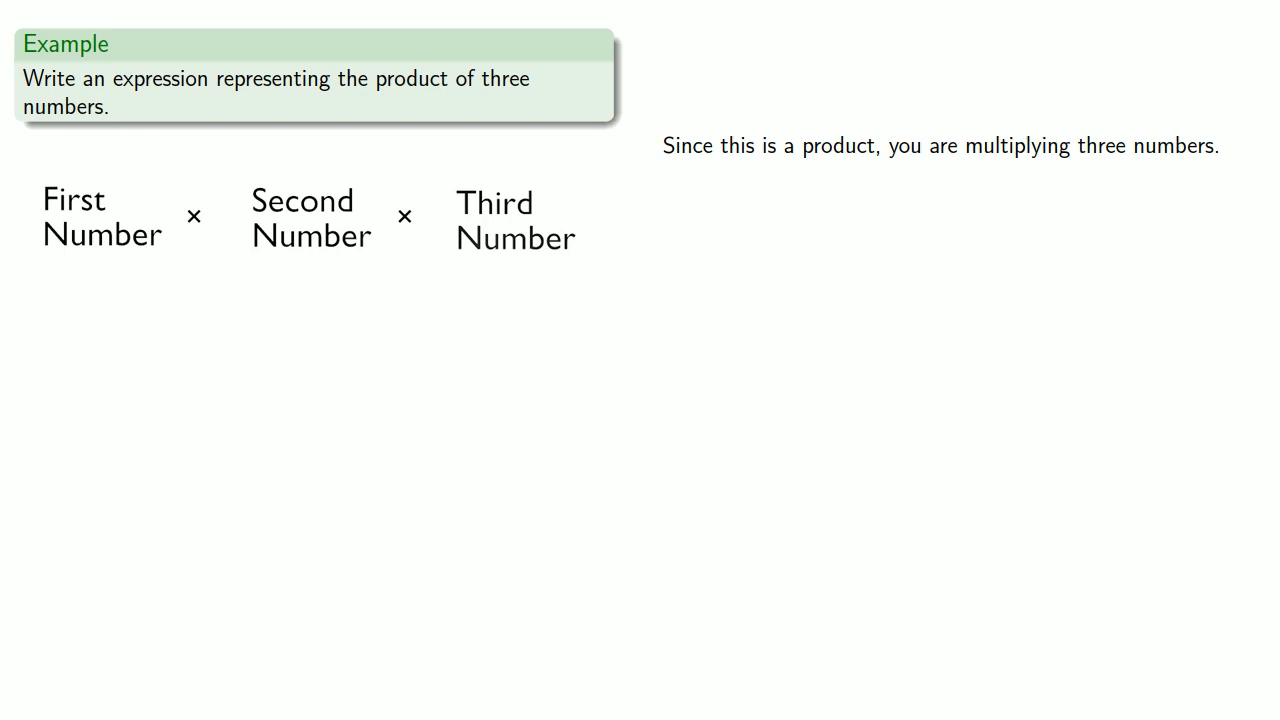 Example
Write an expression representing the product of three
numbers.
Since this is a product, you are multiplying three numbers.
First Second Third
Number × Number × Number